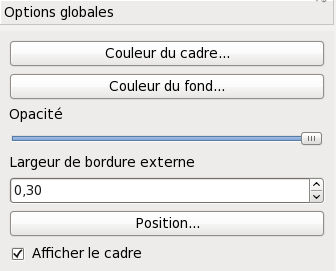 Options globales
Couleur du cadre...
Couleur du fond...
Opacité
Largeur de bordure externe
0,30
Position...
Afficher le cadre